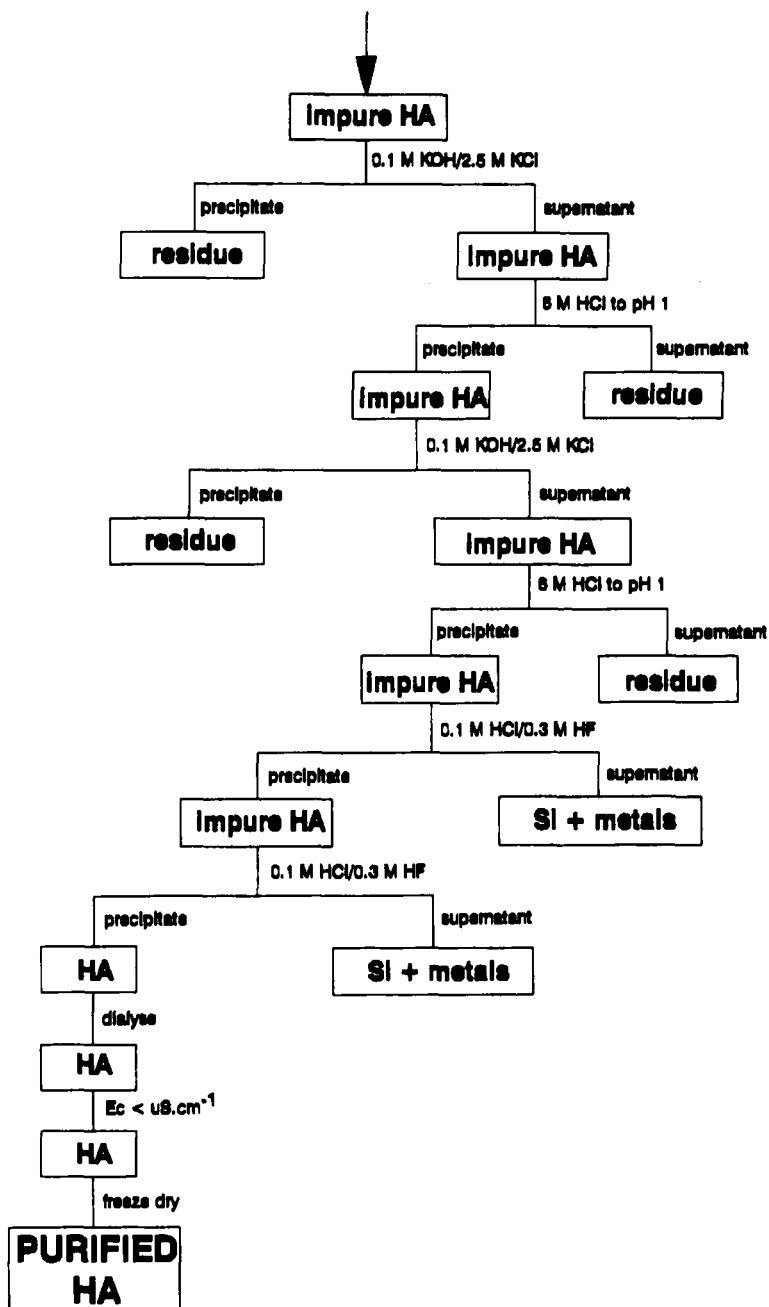 impure HA
0.1 M KOH/2.5 M KCl
precipitate
supernatant
residue
impure HA
6 M HCl to pH 1
precipitate
supernatant
impure HA
residue
0.1 M KOH/2.5 M KCl
precipitate
supernatant
residue
impure HA
6 M HCl to pH 1
precipitate
supernatant
impure HA
residue
0.1 M HCl/0.3 M HF
precipitate
supernatant
impure HA
Si + metals
0.1 M HCl/0.3 M HF
precipitate
supernatant
HA
Si + metals
dialyse
HA
Ec < uS.cm⁻¹
HA
freeze dry
PURIFIED
HA